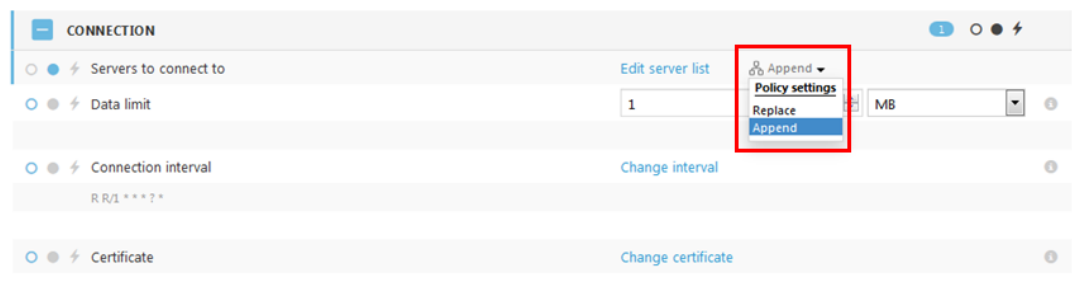 CONNECTION 1
Servers to connect to Edit server list Append
Policy settings
Replace
Append
Data limit 1 MB
Connection interval Change interval
R R/1 * * * ? *
Certificate Change certificate